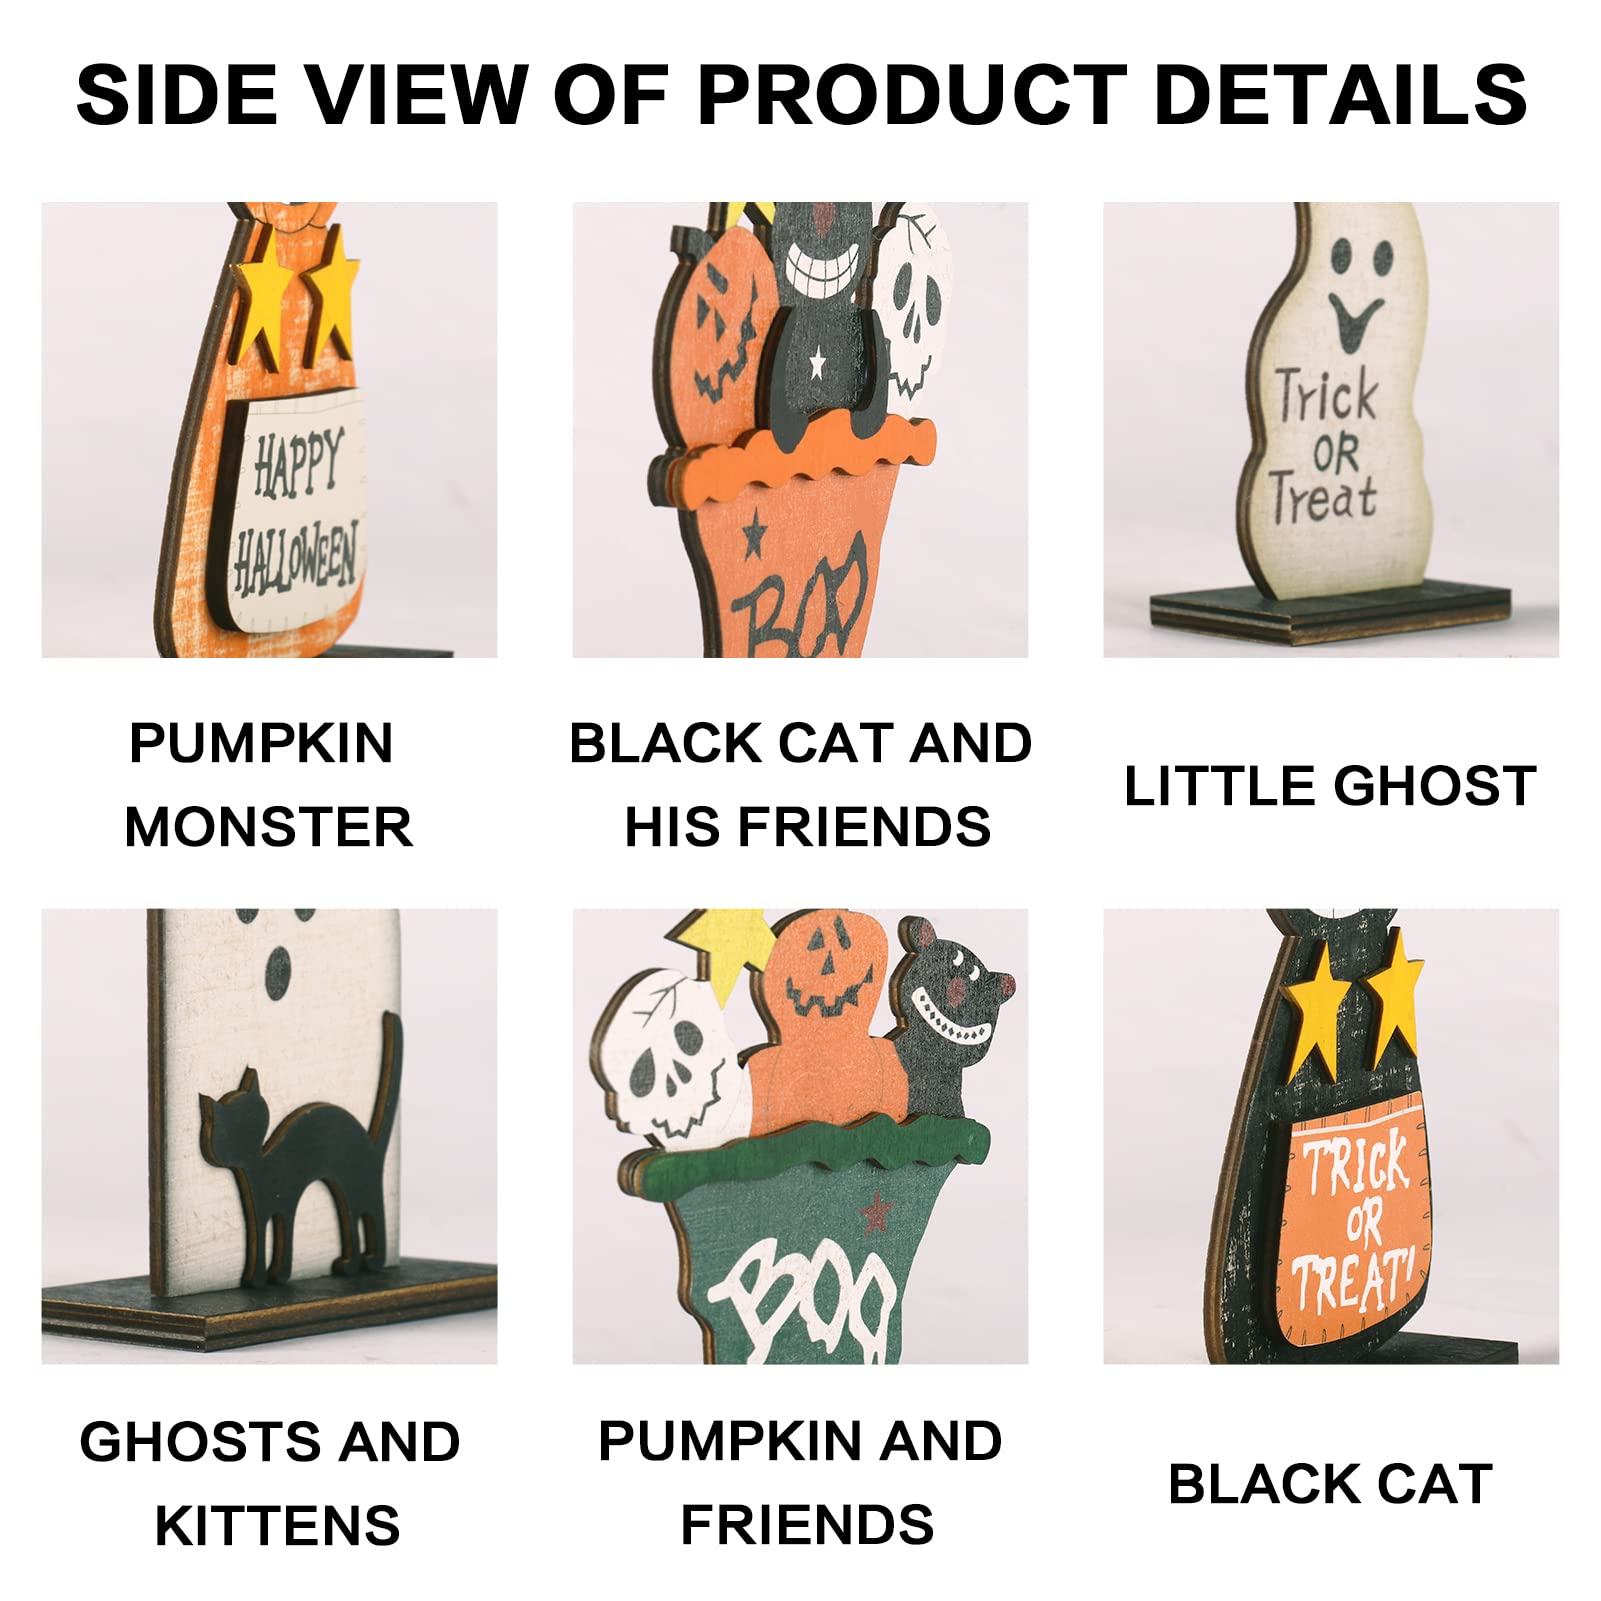 SIDE VIEW OF PRODUCT DETAILS
HAPPY
HALLOWEEN
BOO
Trick
OR
Treat
PUMPKIN
MONSTER
BLACK CAT AND
HIS FRIENDS
LITTLE GHOST
BOO
TRICK
OR
TREAT!
GHOSTS AND
KITTENS
PUMPKIN AND
FRIENDS
BLACK CAT